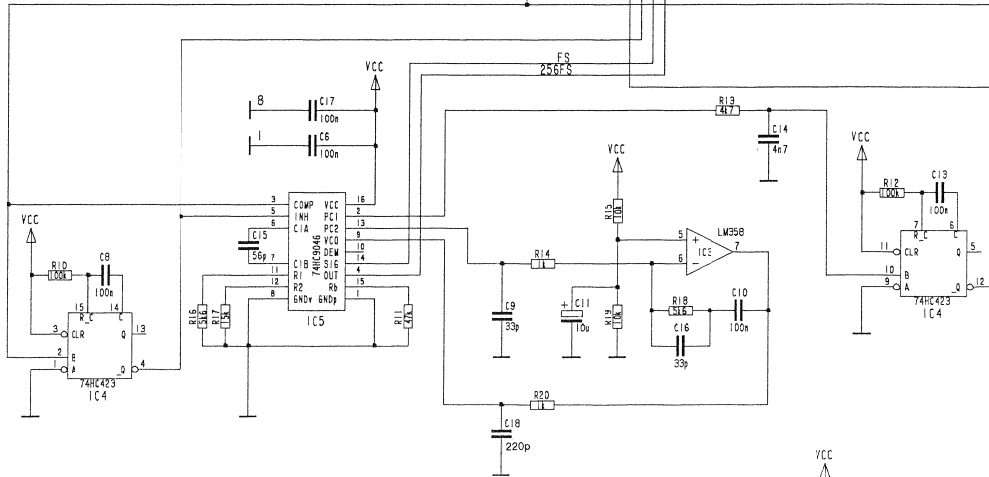 FS
256FS
VCC
8
C17
100n
1
C6
100n
R13
4k7
C14
4n7
VCC
VCC
R12
100k
C13
100n
7
6
R_C
C
11
CLR
Q
5
10
B
9
A
_Q
12
74HC423
IC4
3
COMP
VCC
16
5
INH
PC1
2
6
C1A
PC2
13
VCO
9
DEM
10
7
C1B
SIG
14
11
R1
OUT
4
12
R2
Rb
15
8
GNDv
GNDp
1
74HC9046
IC5
C15
56p
R16
5k6
R17
15k
R11
47k
VCC
R10
100k
C8
100n
15
14
R_C
C
3
CLR
Q
13
2
B
1
A
_Q
4
74HC423
IC4
R14
1k
C9
33p
R15
10k
R19
10k
+
C11
10u
LM358
5
+
IC3
7
6
-
R18
5k6
C10
100n
C16
33p
R20
1k
C18
220p
VCC